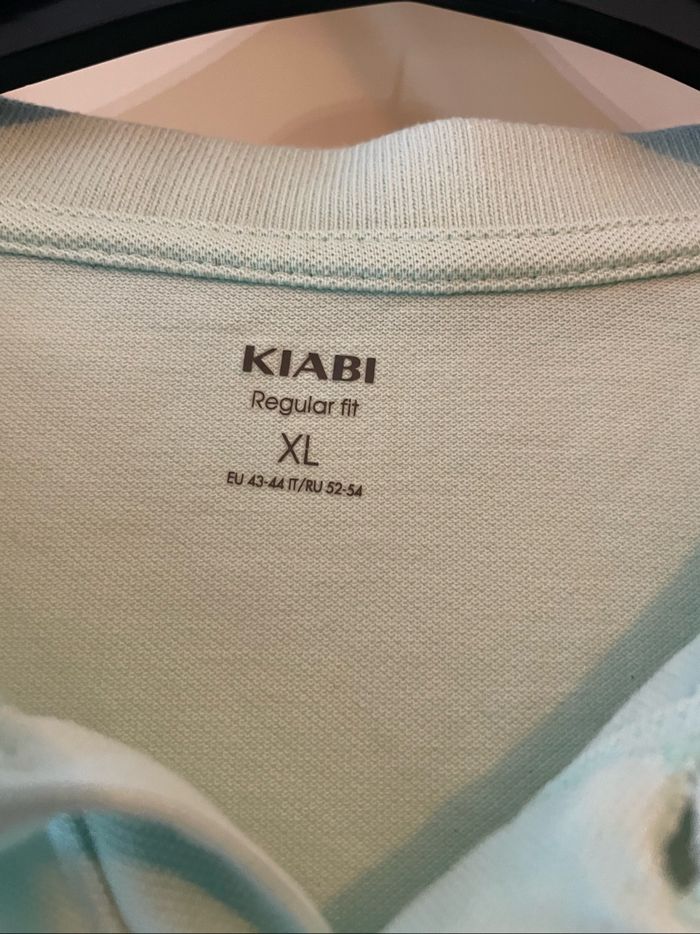 KIABI
Regular fit
XL
EU 43-44 IT/RU 52-54